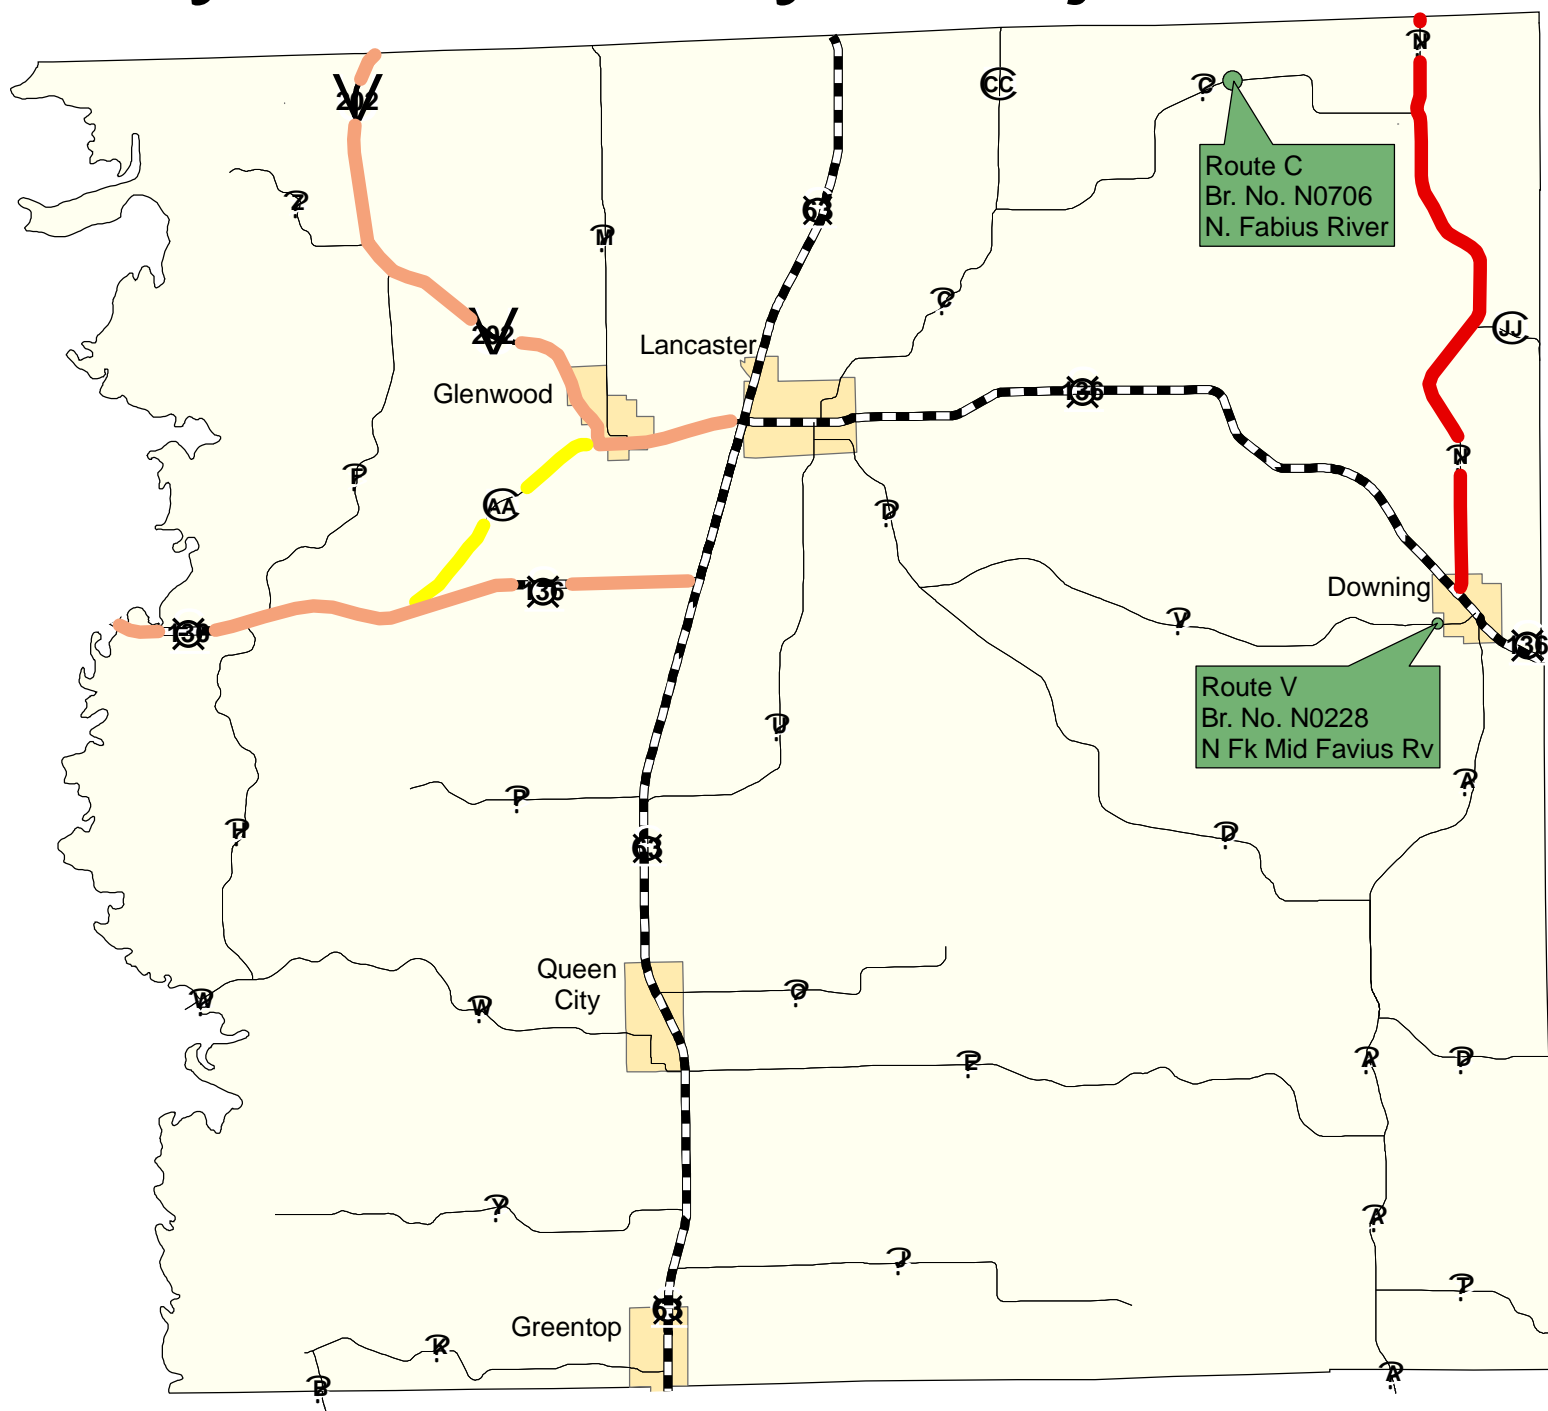 N
202
CC
C
Route C
Br. No. N0706
N. Fabius River
Z
63
M
C
202
JJ
Lancaster
Glenwood
136
F
N
AA
D
136
Downing
V
136
136
Route V
Br. No. N0228
N Fk Mid Favius Rv
U
A
P
H
D
63
Queen
City
W
W
O
E
A
D
Y
A
J
T
63
Greentop
K
B
A